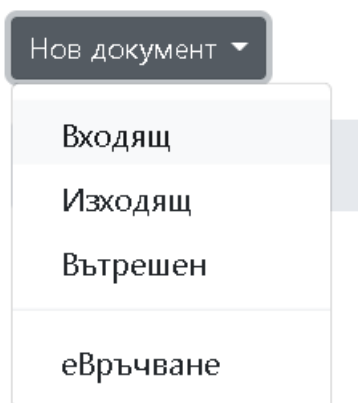 Нов документ
Входящ
Изходящ
Вътрешен
еВръчване